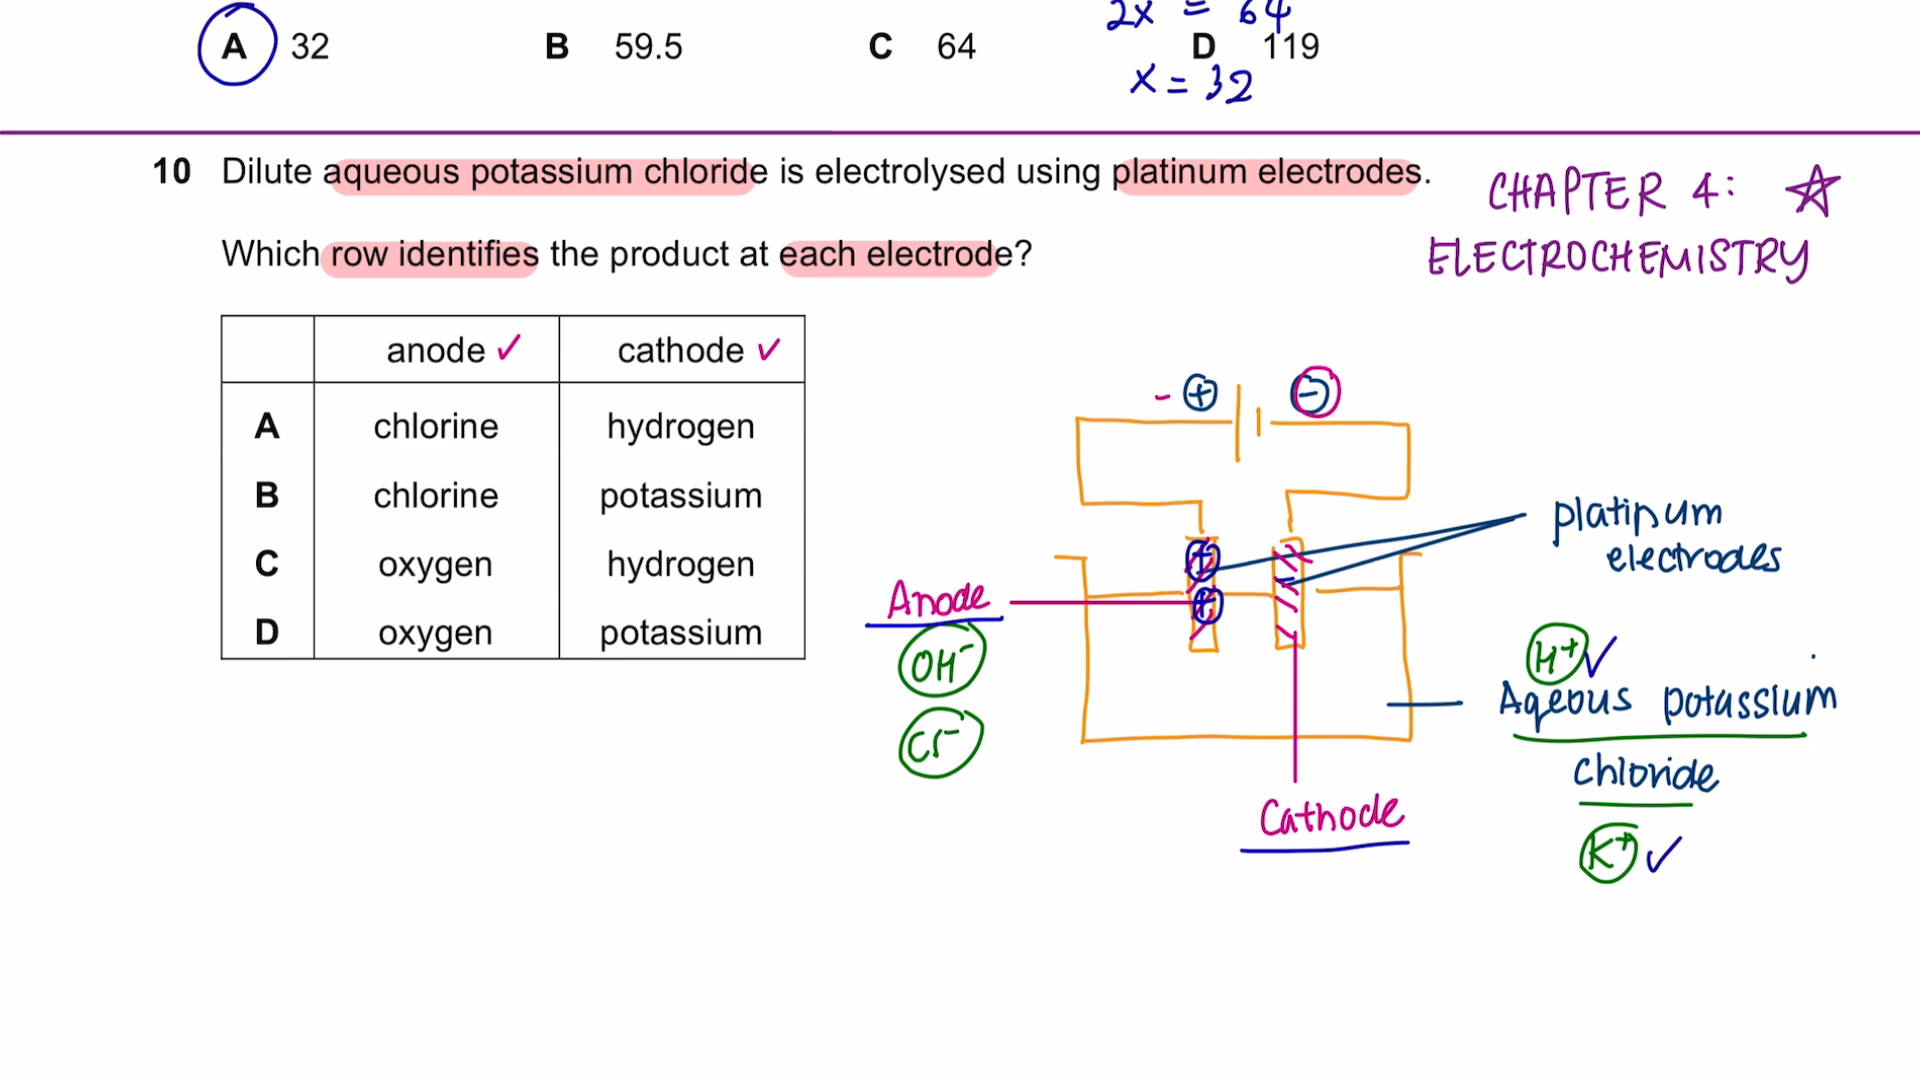 2x = 64
A 32 B 59.5 C 64 D 119
x = 32
10 Dilute aqueous potassium chloride is electrolysed using platinum electrodes.
CHAPTER 4: ☆
ELECTROCHEMISTRY
Which row identifies the product at each electrode?
anode ✓ cathode ✓
A chlorine hydrogen
B chlorine potassium
C oxygen hydrogen
D oxygen potassium
- + -
platinum
electrodes
+
+
Anode
OH⁻
Cl⁻
H⁺ ✓
Aqeous potassium
chloride
K⁺ ✓
Cathode